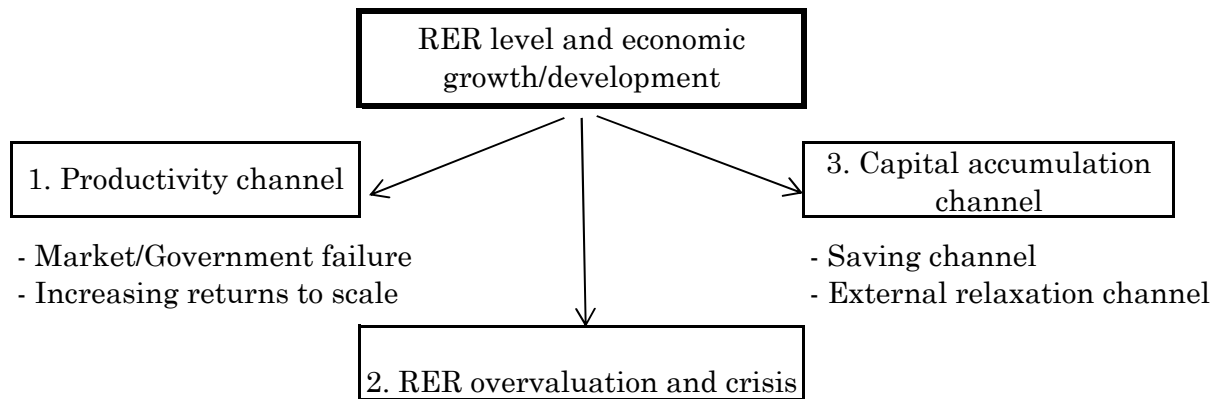 RER level and economic
growth/development
1. Productivity channel
- Market/Government failure
- Increasing returns to scale
3. Capital accumulation
channel
- Saving channel
- External relaxation channel
2. RER overvaluation and crisis